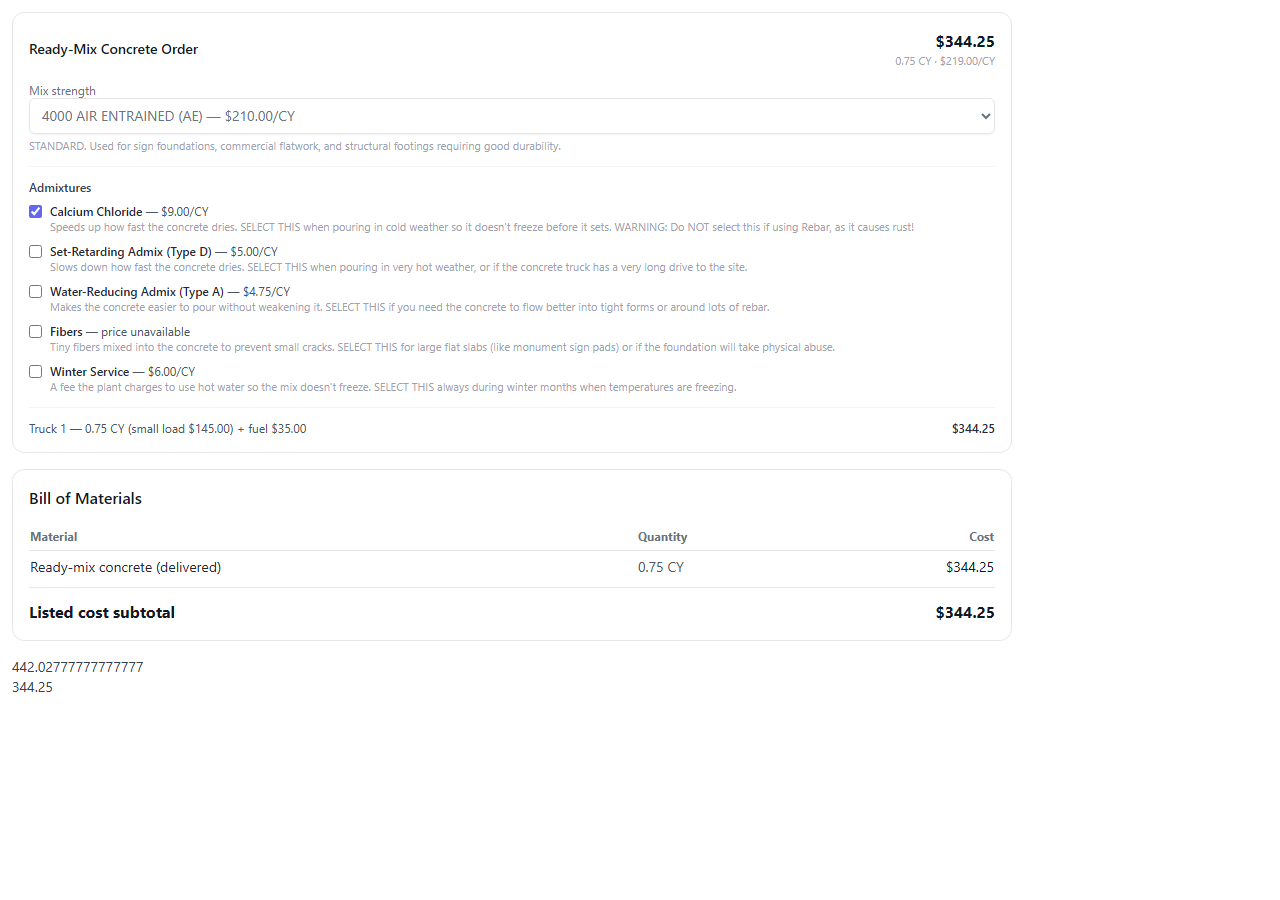 Ready-Mix Concrete Order
$344.25
0.75 CY · $219.00/CY
Mix strength
4000 AIR ENTRAINED (AE) — $210.00/CY
STANDARD. Used for sign foundations, commercial flatwork, and structural footings requiring good durability.
Admixtures
Calcium Chloride — $9.00/CY
Speeds up how fast the concrete dries. SELECT THIS when pouring in cold weather so it doesn't freeze before it sets. WARNING: Do NOT select this if using Rebar, as it causes rust!
Set-Retarding Admix (Type D) — $5.00/CY
Slows down how fast the concrete dries. SELECT THIS when pouring in very hot weather, or if the concrete truck has a very long drive to the site.
Water-Reducing Admix (Type A) — $4.75/CY
Makes the concrete easier to pour without weakening it. SELECT THIS if you need the concrete to flow better into tight forms or around lots of rebar.
Fibers — price unavailable
Tiny fibers mixed into the concrete to prevent small cracks. SELECT THIS for large flat slabs (like monument sign pads) or if the foundation will take physical abuse.
Winter Service — $6.00/CY
A fee the plant charges to use hot water so the mix doesn't freeze. SELECT THIS always during winter months when temperatures are freezing.
Truck 1 — 0.75 CY (small load $145.00) + fuel $35.00 $344.25
Bill of Materials
Material Quantity Cost
Ready-mix concrete (delivered) 0.75 CY $344.25
Listed cost subtotal $344.25
442.02777777777777
344.25